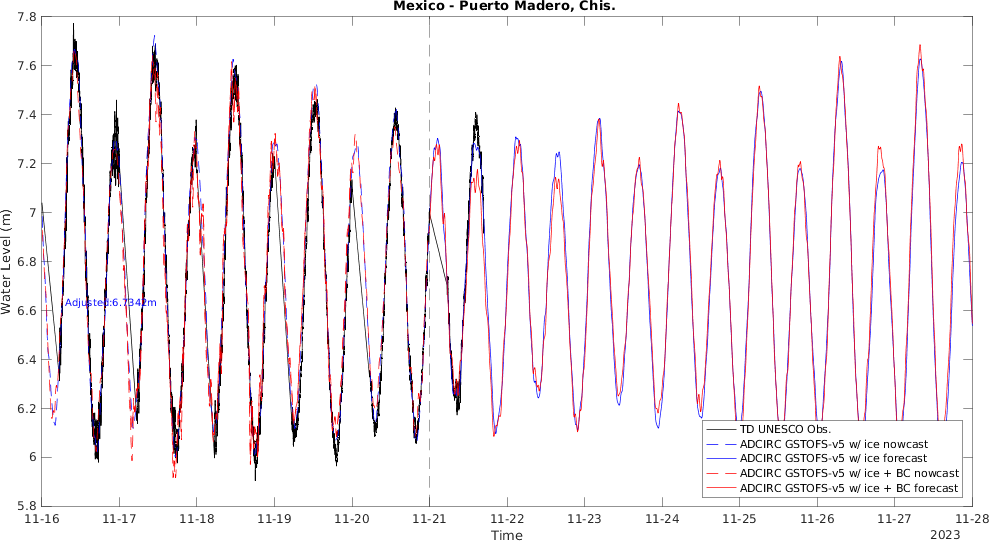 Mexico - Puerto Madero, Chis.
7.8
7.6
7.4
7.2
7
6.8
6.6
6.4
6.2
6
5.8
Water Level (m)
Adjusted:6.7342m
TD UNESCO Obs.
ADCIRC GSTOFS-v5 w/ ice nowcast
ADCIRC GSTOFS-v5 w/ ice forecast
ADCIRC GSTOFS-v5 w/ ice + BC nowcast
ADCIRC GSTOFS-v5 w/ ice + BC forecast
11-16 11-17 11-18 11-19 11-20 11-21 11-22 11-23 11-24 11-25 11-26 11-27 11-28
Time
2023